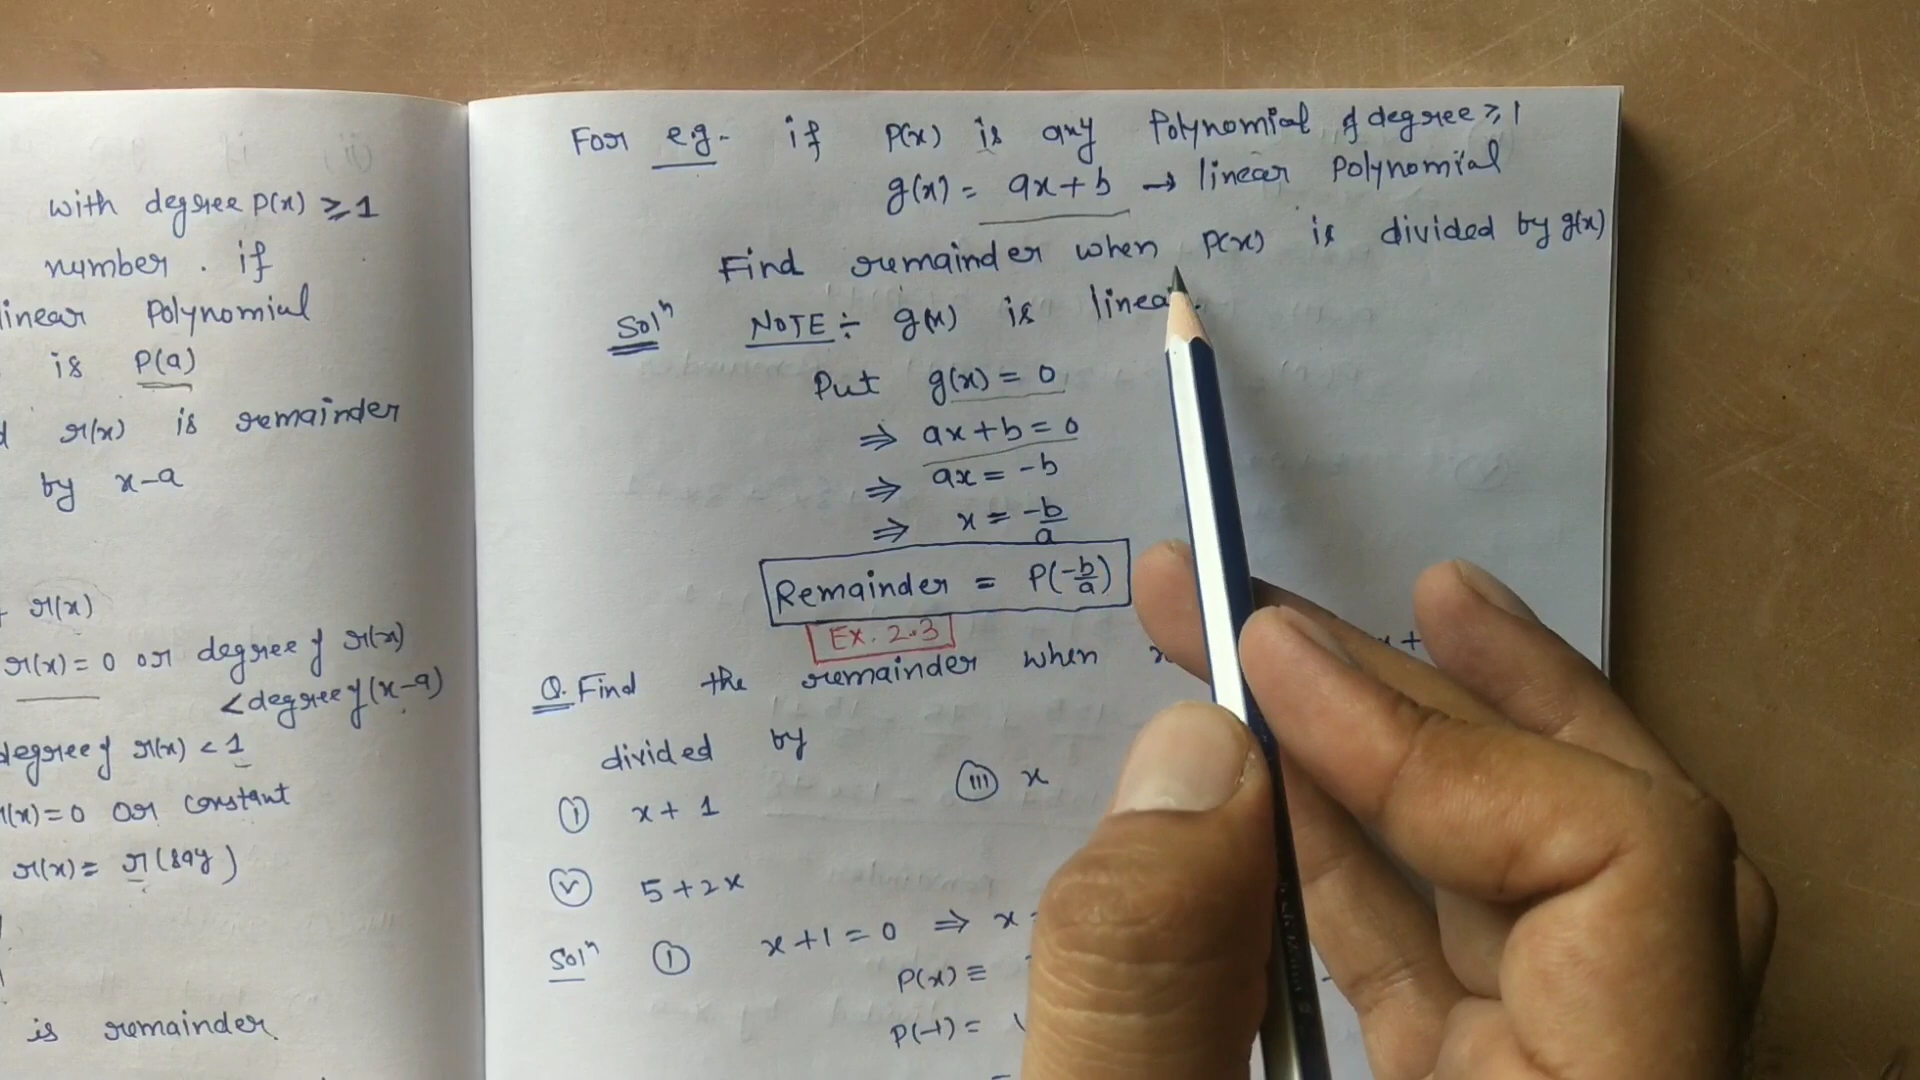 with degree P(x) ≥ 1
number. if
linear Polynomial
is P(a)
r(x) is remainder
by x-a
r(x)
r(x) = 0 or degree of r(x)
< degree of (x-a)
degree of r(x) < 1
r(x) = 0 or constant
r(x) = r (say)
is remainder
For e.g- if P(x) is any Polynomial of degree ≥ 1
g(x) = ax+b → linear Polynomial
Find remainder when P(x) is divided by g(x)
Solⁿ NOTE ÷ g(x) is linear.
Put g(x) = 0
⇒ ax+b = 0
⇒ ax = -b
⇒ x = -b/a
Remainder = P(-b/a)
Ex. 2.3
Q. Find the remainder when x
divided by
(i) x + 1 (iii) x
(v) 5+2x
Solⁿ (i) x+1 = 0 ⇒ x =
P(x) ≡
P(-1) =